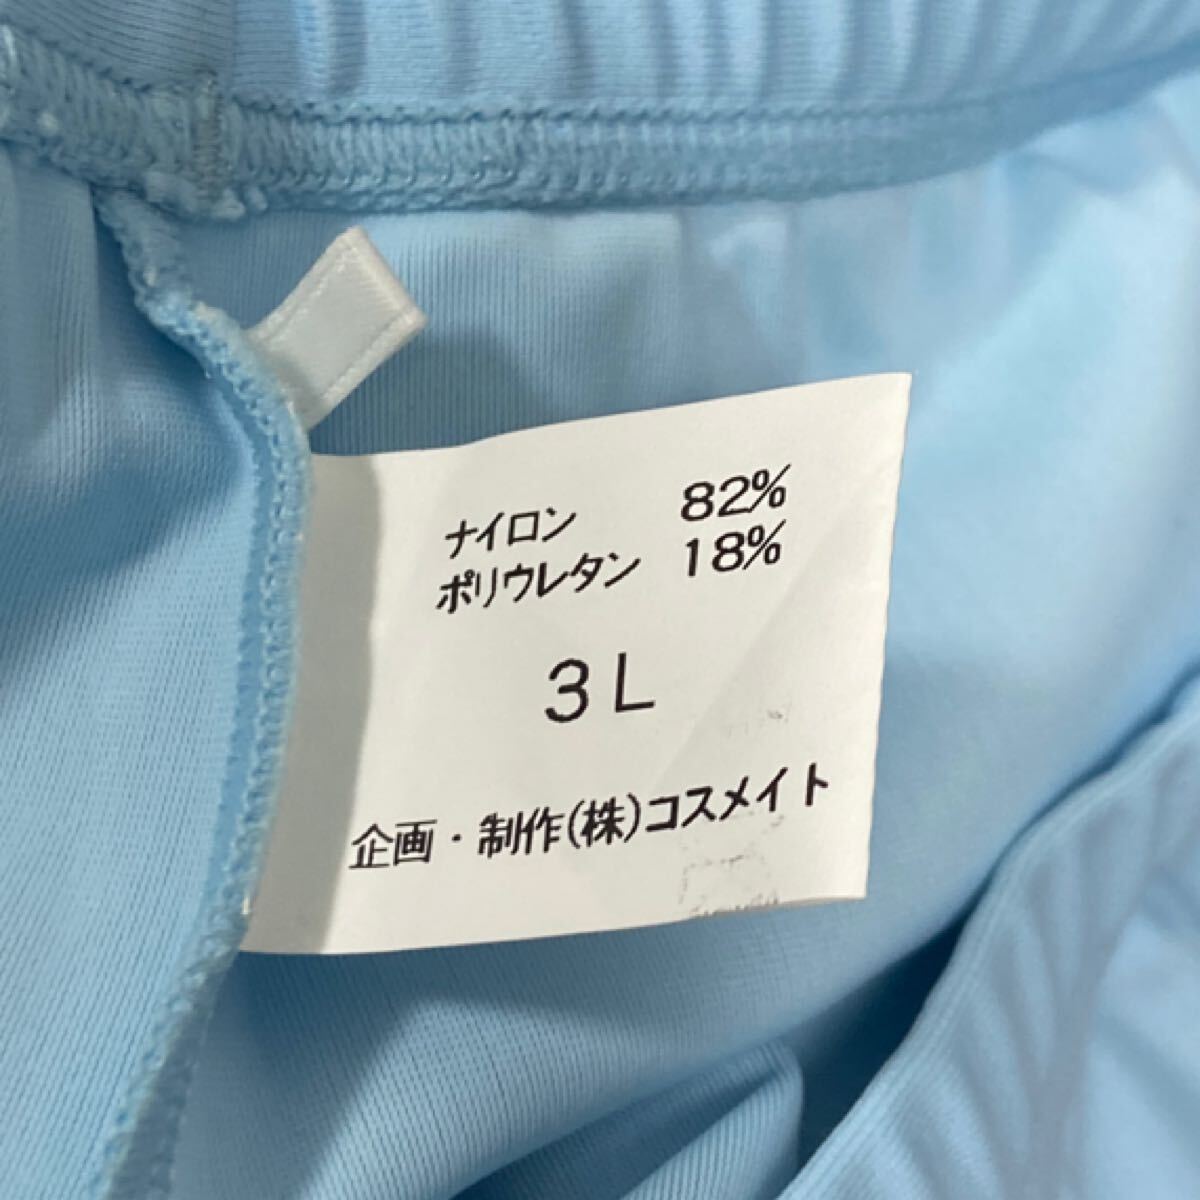 ナイロン 82%
ポリウレタン 18%
3L
企画・制作(株)コスメイト